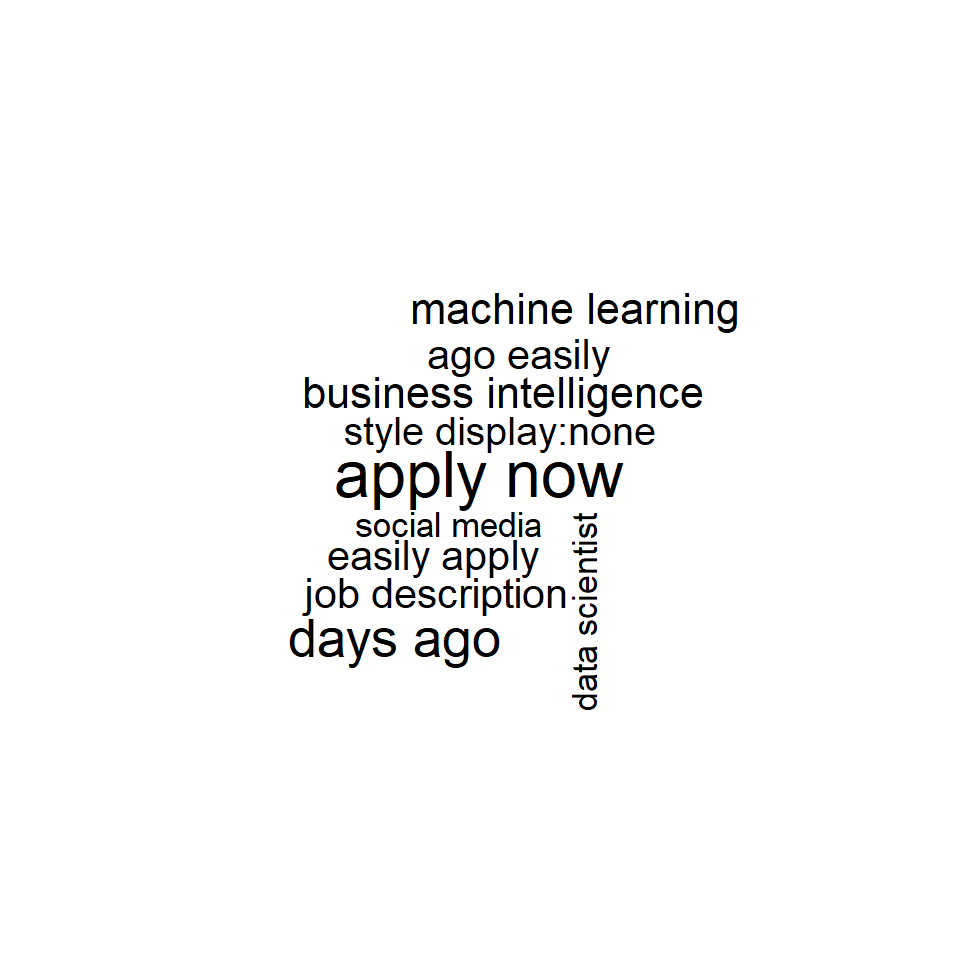 machine learning
ago easily
business intelligence
style display:none
apply now
social media
easily apply
job description
days ago
data scientist